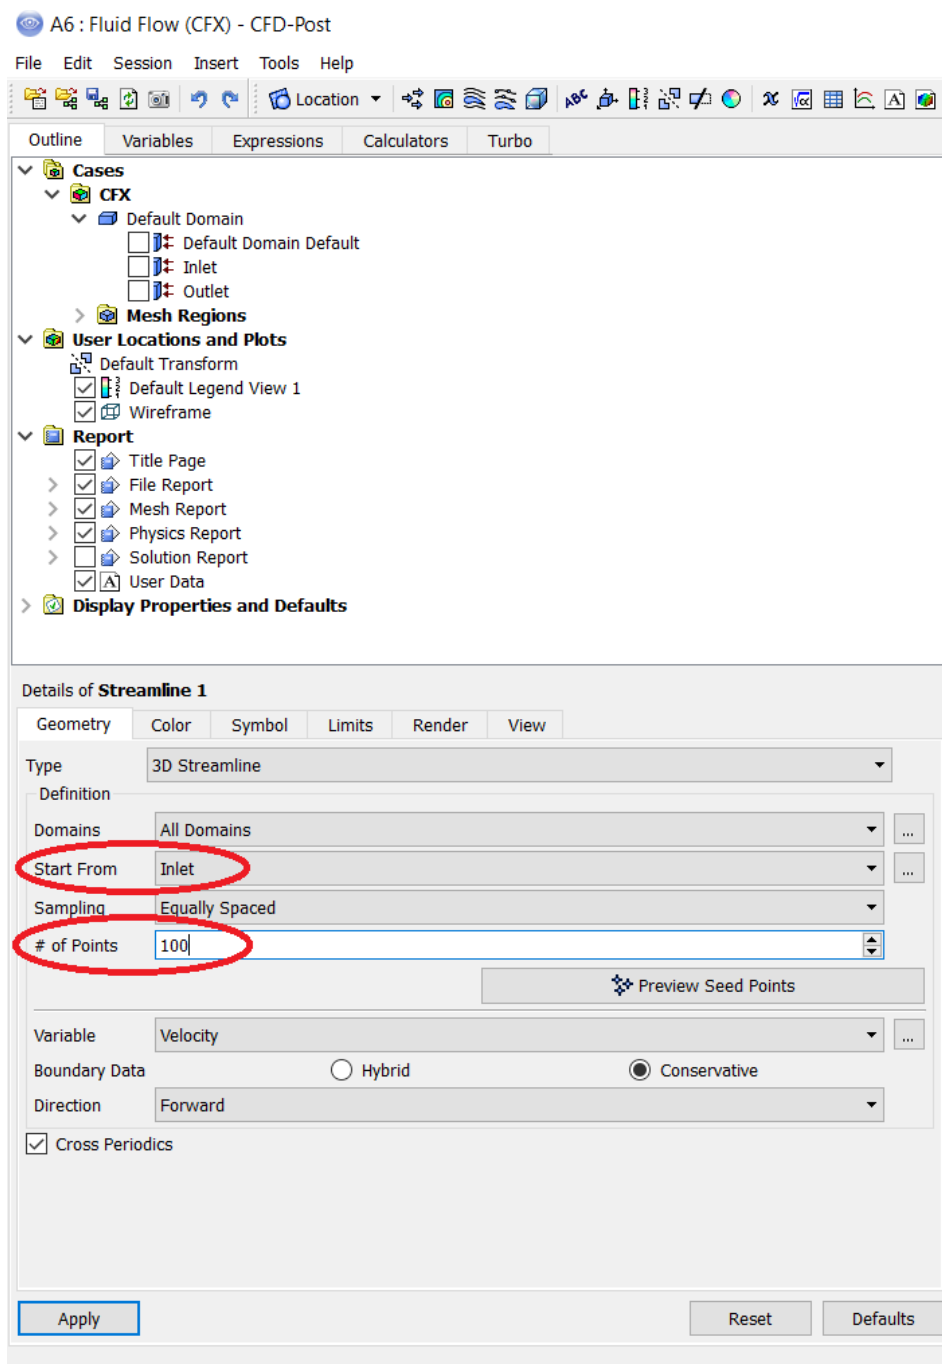 A6 : Fluid Flow (CFX) - CFD-Post
File Edit Session Insert Tools Help
Location
Outline Variables Expressions Calculators Turbo
Cases
CFX
Default Domain
Default Domain Default
Inlet
Outlet
Mesh Regions
User Locations and Plots
Default Transform
Default Legend View 1
Wireframe
Report
Title Page
File Report
Mesh Report
Physics Report
Solution Report
A User Data
Display Properties and Defaults
Details of Streamline 1
Geometry Color Symbol Limits Render View
Type 3D Streamline
Definition
Domains All Domains ...
Start From Inlet ...
Sampling Equally Spaced
# of Points 100
Preview Seed Points
Variable Velocity ...
Boundary Data Hybrid Conservative
Direction Forward
Cross Periodics
Apply Reset Defaults